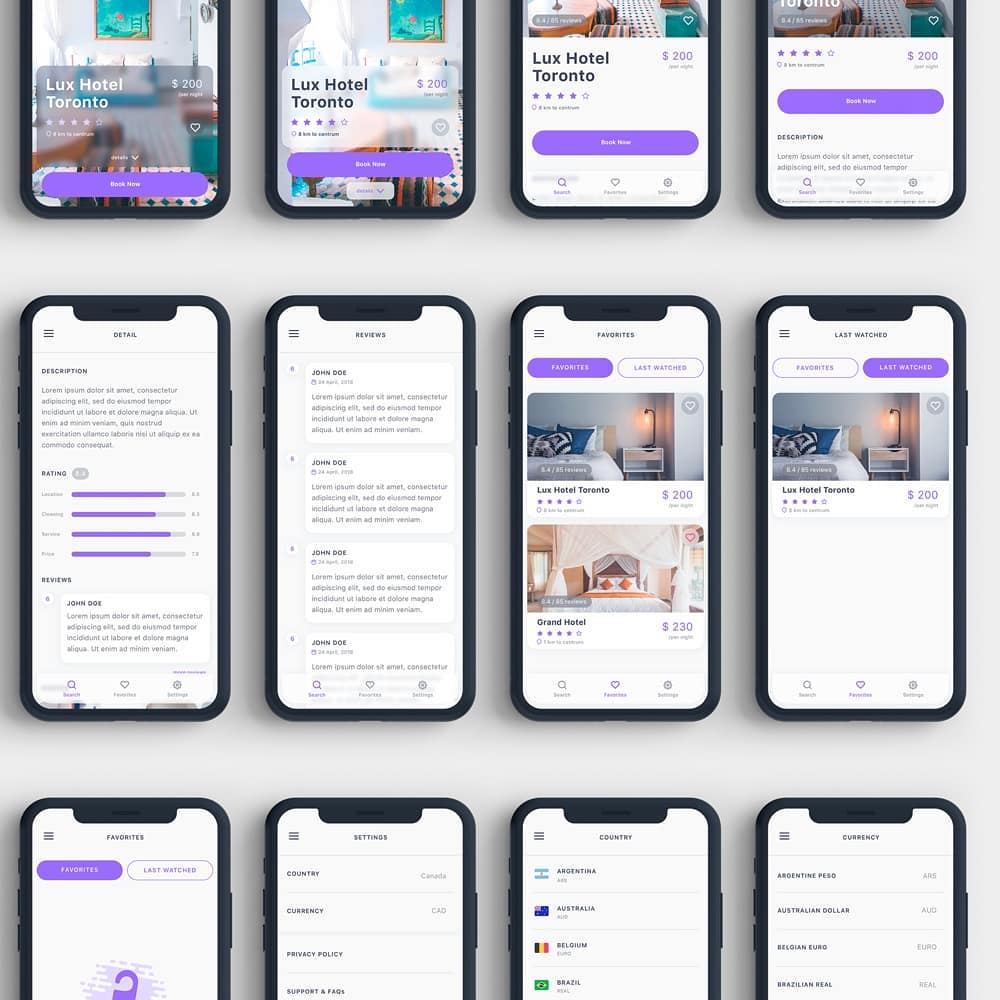 Lux Hotel
Toronto
$ 200
/per night
8 km to centrum
details
Book Now
Lux Hotel
Toronto
$ 200
/per night
8 km to centrum
Book Now
details
8.4 / 85 reviews
Lux Hotel
Toronto
$ 200
/per night
8 km to centrum
Book Now
Search
Favorites
Settings
8.4 / 85 reviews
Toronto
$ 200
/per night
8 km to centrum
Book Now
DESCRIPTION
Lorem ipsum dolor sit amet, consectetur
adipiscing elit, sed do eiusmod tempor
Search
Favorites
Settings
DETAIL
DESCRIPTION
Lorem ipsum dolor sit amet, consectetur
adipiscing elit, sed do eiusmod tempor
incididunt ut labore et dolore magna
enim ad minim veniam, quis nostrud
exercitation ullamco laboris nisi ut aliquip ex ea
commodo consequat.
RATING
8.4
Location
Cleaning
Service
Price
7.9
REVIEWS
6
JOHN DOE
Lorem ipsum dolor sit amet, consectetur
adipiscing elit, sed do eiusmod tempor
incididunt ut labore et dolore magna
aliqua. Ut enim ad minim veniam.
Search
Favorites
Settings
REVIEWS
6
JOHN DOE
24 April, 2018
Lorem ipsum dolor sit amet, consectetur
adipiscing elit, sed do eiusmod tempor
incididunt ut labore et dolore magna
aliqua. Ut enim ad minim veniam.
6
JOHN DOE
24 April, 2018
Lorem ipsum dolor sit amet, consectetur
adipiscing elit, sed do eiusmod tempor
incididunt ut labore et dolore magna
aliqua. Ut enim ad minim veniam.
6
JOHN DOE
24 April, 2018
Lorem ipsum dolor sit amet, consectetur
adipiscing elit, sed do eiusmod tempor
incididunt ut labore et dolore magna
aliqua. Ut enim ad minim veniam.
6
JOHN DOE
24 April, 2018
Lorem ipsum dolor sit amet, consectetur
Search
Favorites
Settings
FAVORITES
FAVORITES
LAST WATCHED
8.4 / 85 reviews
Lux Hotel Toronto
$ 200
/per night
8 km to centrum
8.4 / 85 reviews
Grand Hotel
$ 230
/per night
1 km to centrum
Search
Favorites
Settings
LAST WATCHED
FAVORITES
LAST WATCHED
8.4 / 85 reviews
Lux Hotel Toronto
$ 200
/per night
8 km to centrum
Search
Favorites
Settings
FAVORITES
FAVORITES
LAST WATCHED
SETTINGS
COUNTRY
Canada
CURRENCY
CAD
PRIVACY POLICY
SUPPORT & FAQs
COUNTRY
ARGENTINA
ARS
AUSTRALIA
AUD
BELGIUM
EURO
BRAZIL
REAL
CURRENCY
ARGENTINE PESO
ARS
AUSTRALIAN DOLLAR
AUD
BELGIAN EURO
EURO
BRAZILIAN REAL
REAL